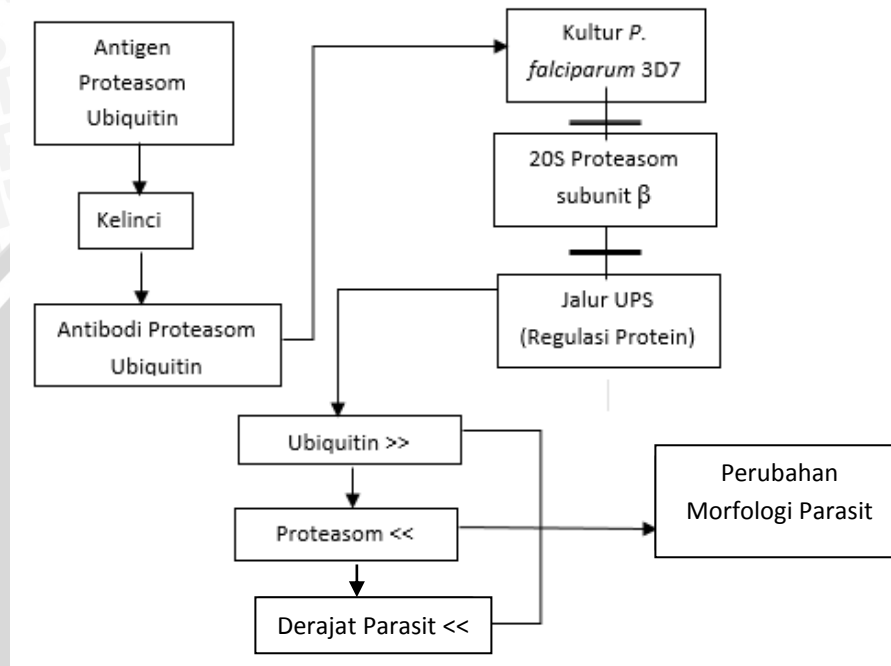 Antigen
Proteasom
Ubiquitin
Kelinci
Antibodi Proteasom
Ubiquitin
Kultur P.
falciparum 3D7
20S Proteasom
subunit β
Jalur UPS
(Regulasi Protein)
Ubiquitin >>
Proteasom <<
Derajat Parasit <<
Perubahan
Morfologi Parasit